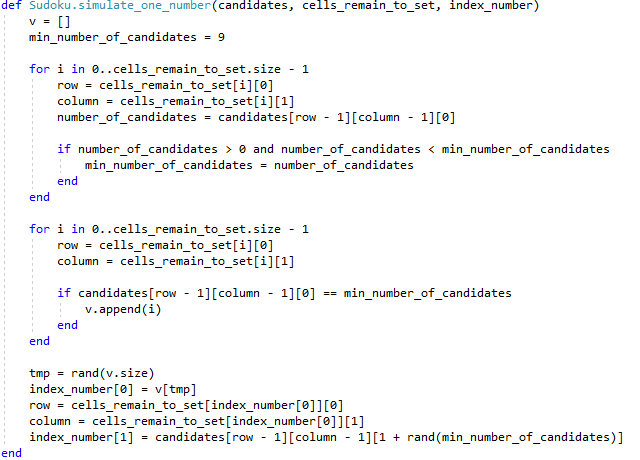 def Sudoku.simulate_one_number(candidates, cells_remain_to_set, index_number)
    v = []
    min_number_of_candidates = 9

    for i in 0..cells_remain_to_set.size - 1
        row = cells_remain_to_set[i][0]
        column = cells_remain_to_set[i][1]
        number_of_candidates = candidates[row - 1][column - 1][0]

        if number_of_candidates > 0 and number_of_candidates < min_number_of_candidates
            min_number_of_candidates = number_of_candidates
        end
    end

    for i in 0..cells_remain_to_set.size - 1
        row = cells_remain_to_set[i][0]
        column = cells_remain_to_set[i][1]

        if candidates[row - 1][column - 1][0] == min_number_of_candidates
            v.append(i)
        end
    end

    tmp = rand(v.size)
    index_number[0] = v[tmp]
    row = cells_remain_to_set[index_number[0]][0]
    column = cells_remain_to_set[index_number[0]][1]
    index_number[1] = candidates[row - 1][column - 1][1 + rand(min_number_of_candidates)]
end